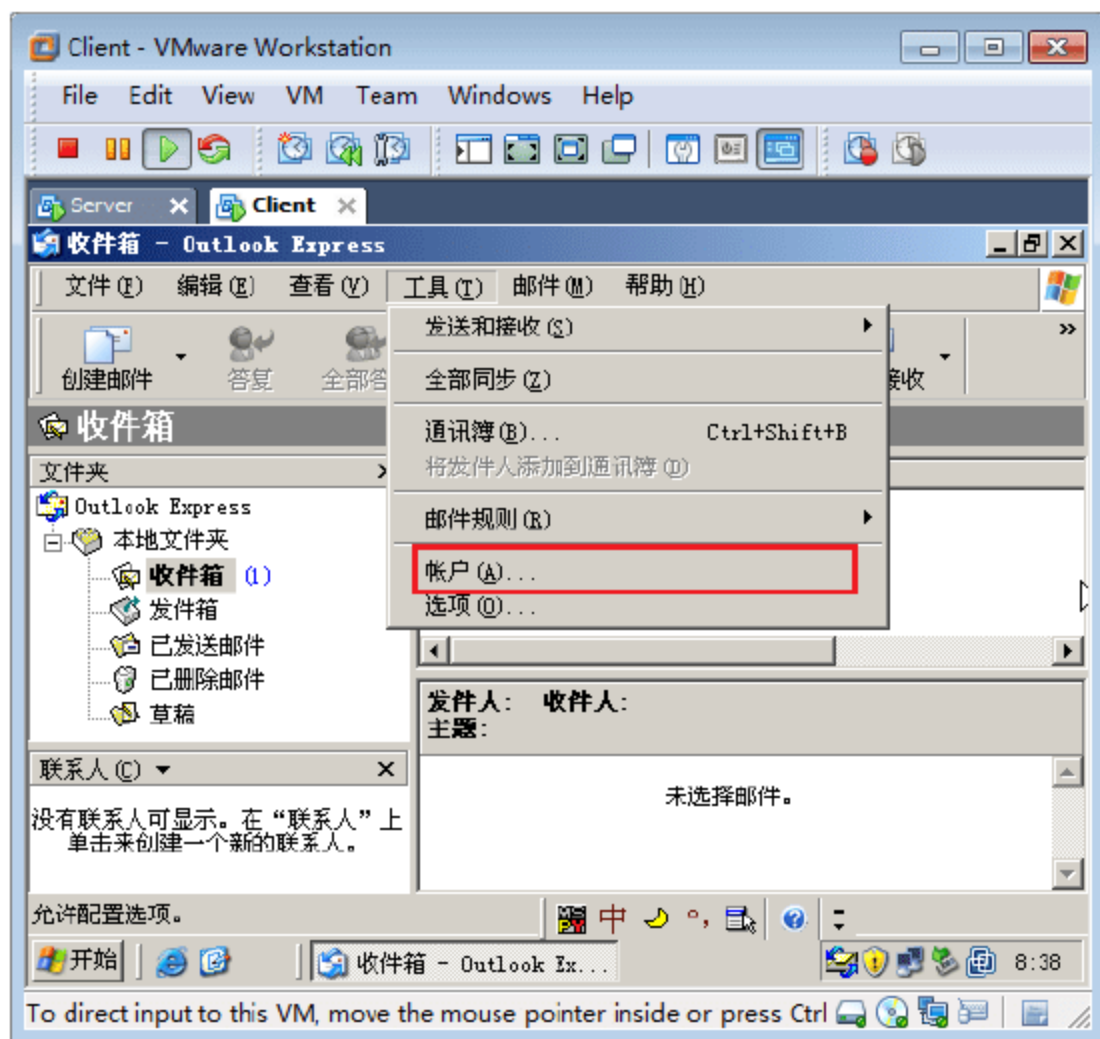 Client - VMware Workstation
File Edit View VM Team Windows Help
Server Client
收件箱 - Outlook Express
文件(F) 编辑(E) 查看(V) 工具(T) 邮件(M) 帮助(H)
创建邮件 答复 全部答 接收
发送和接收(S)
全部同步(Z)
通讯簿(B)... Ctrl+Shift+B
将发件人添加到通讯簿(D)
邮件规则(R)
帐户(A)...
选项(O)...
收件箱
文件夹
Outlook Express
本地文件夹
收件箱 (1)
发件箱
已发送邮件
已删除邮件
草稿
发件人: 收件人:
主题:
联系人(C)
没有联系人可显示。在“联系人”上
单击来创建一个新的联系人。
未选择邮件。
允许配置选项。
中
开始 收件箱 - Outlook Ex... 8:38
To direct input to this VM, move the mouse pointer inside or press Ctrl